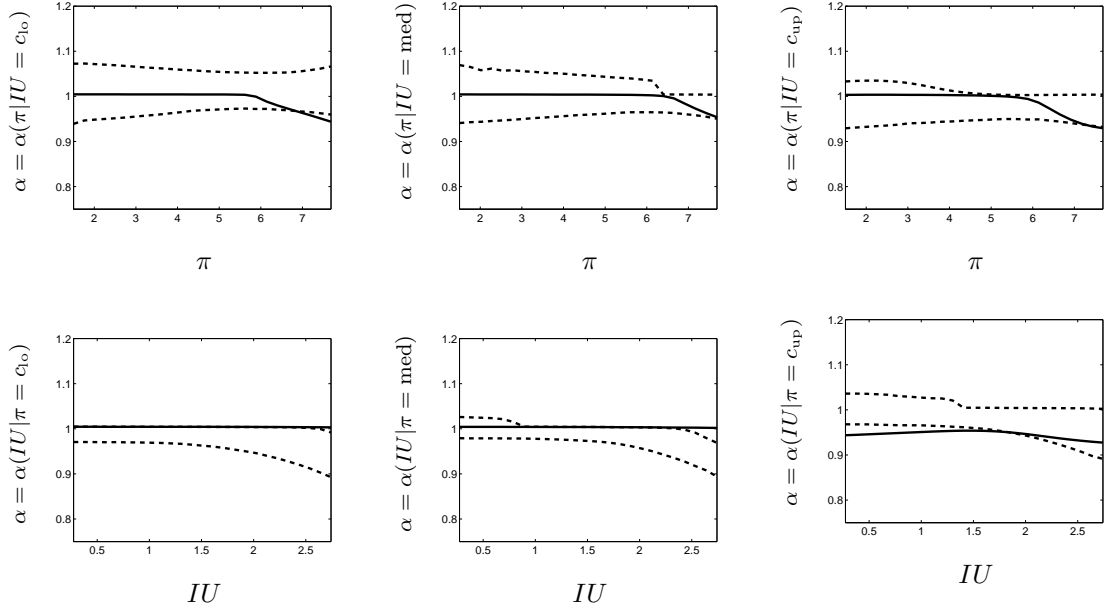 α = α(π|IU = c_lo)
1.2
1.1
1
0.9
0.8
2 3 4 5 6 7
π
α = α(π|IU = med)
1.2
1.1
1
0.9
0.8
2 3 4 5 6 7
π
α = α(π|IU = c_up)
1.2
1.1
1
0.9
0.8
2 3 4 5 6 7
π
α = α(IU|π = c_lo)
1.2
1.1
1
0.9
0.8
0.5 1 1.5 2 2.5
IU
α = α(IU|π = med)
1.2
1.1
1
0.9
0.8
0.5 1 1.5 2 2.5
IU
α = α(IU|π = c_up)
1.2
1.1
1
0.9
0.8
0.5 1 1.5 2 2.5
IU